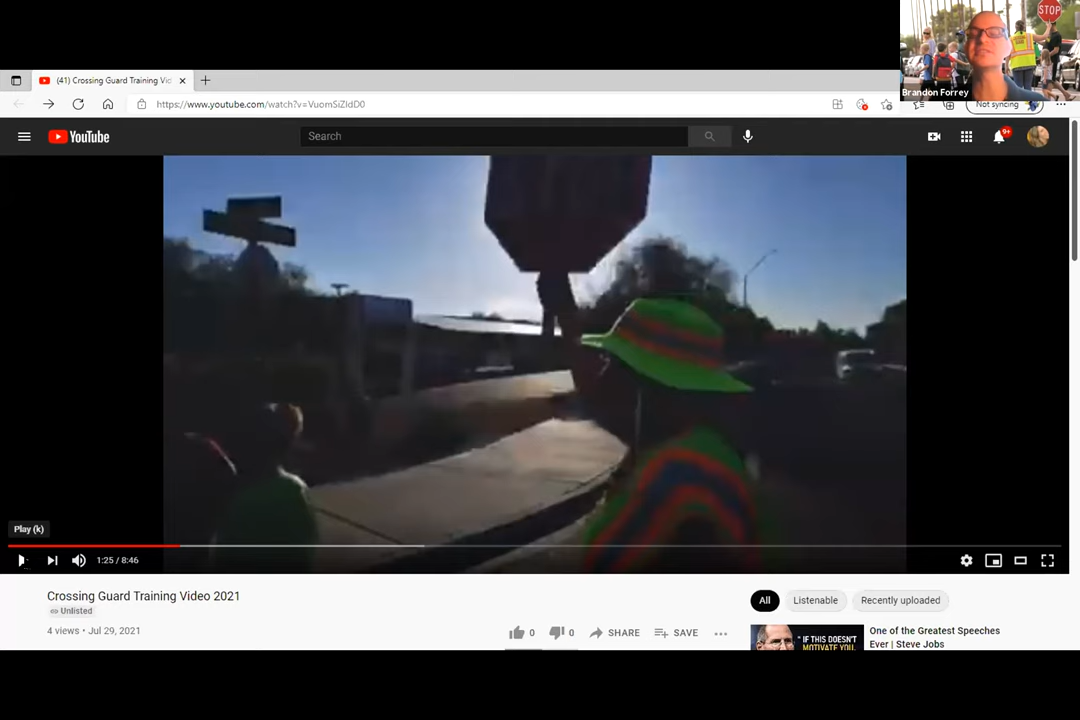 STOP
Brandon Forrey
(41) Crossing Guard Training Vid
https://www.youtube.com/watch?v=VuomSiZldD0
Not syncing
YouTube
Search
9+
Play (k)
1:25 / 8:46
Crossing Guard Training Video 2021
Unlisted
4 views • Jul 29, 2021
0
0
SHARE
SAVE
All
Listenable
Recently uploaded
"IF THIS DOESN'T
MOTIVATE YOU,
One of the Greatest Speeches
Ever | Steve Jobs